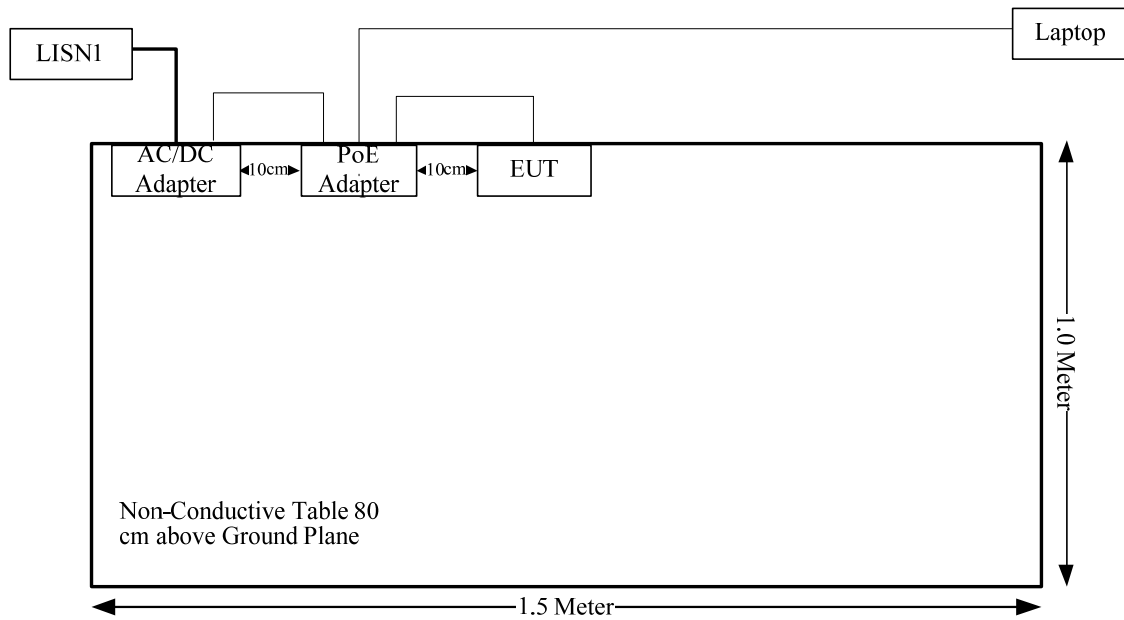 LISN1
Laptop
AC/DC
Adapter
10cm
PoE
Adapter
10cm
EUT
1.0 Meter
Non-Conductive Table 80
cm above Ground Plane
1.5 Meter